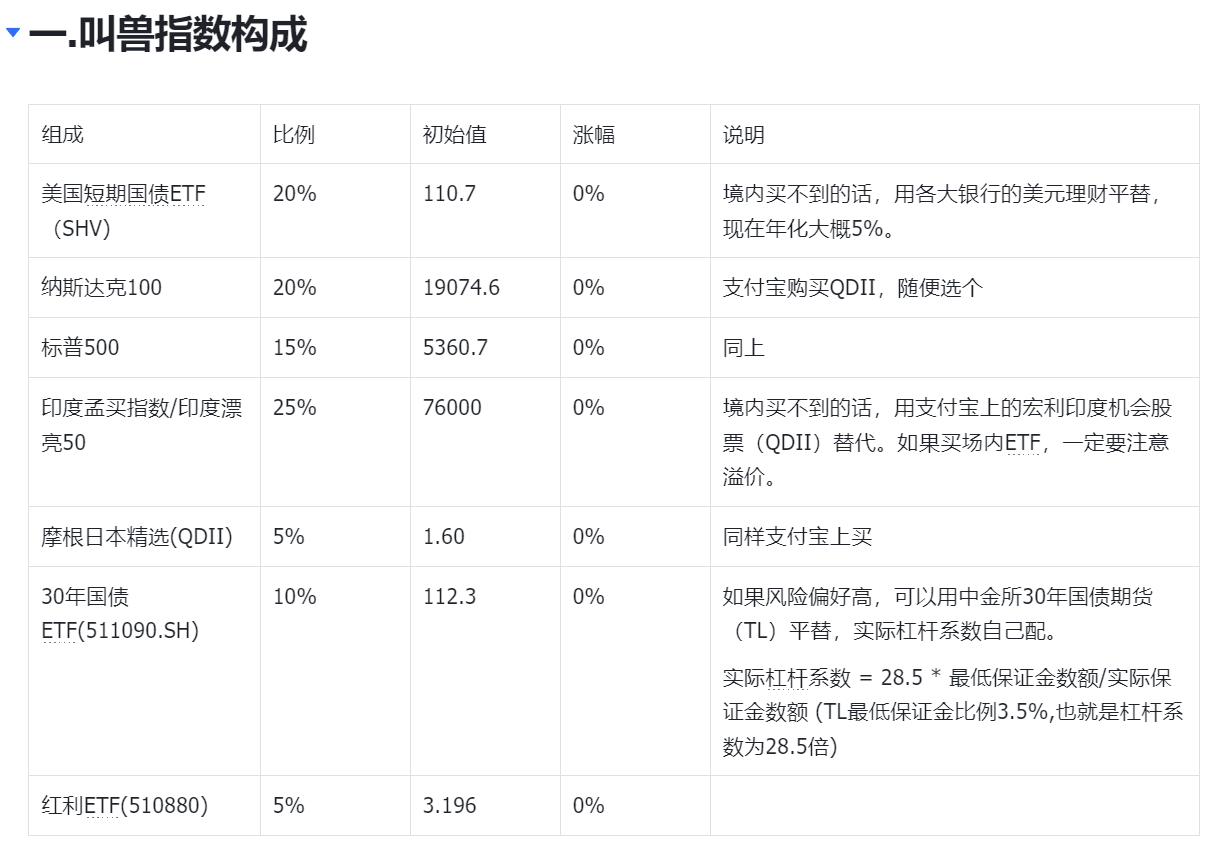 一.叫兽指数构成
组成 比例 初始值 涨幅 说明
美国短期国债ETF
（SHV) 20% 110.7 0% 境内买不到的话，用各大银行的美元理财平替，
现在年化大概5%。
纳斯达克100 20% 19074.6 0% 支付宝购买QDII，随便选个
标普500 15% 5360.7 0% 同上
印度孟买指数/印度漂
亮50 25% 76000 0% 境内买不到的话，用支付宝上的宏利印度机会股
票（QDII）替代。如果买场内ETF，一定要注意
溢价。
摩根日本精选(QDII) 5% 1.60 0% 同样支付宝上买
30年国债
ETF(511090.SH) 10% 112.3 0% 如果风险偏好高，可以用中金所30年国债期货
（TL）平替，实际杠杆系数自己配。
实际杠杆系数 = 28.5 * 最低保证金数额/实际保
证金数额 (TL最低保证金比例3.5%,也就是杠杆系
数为28.5倍)
红利ETF(510880) 5% 3.196 0%